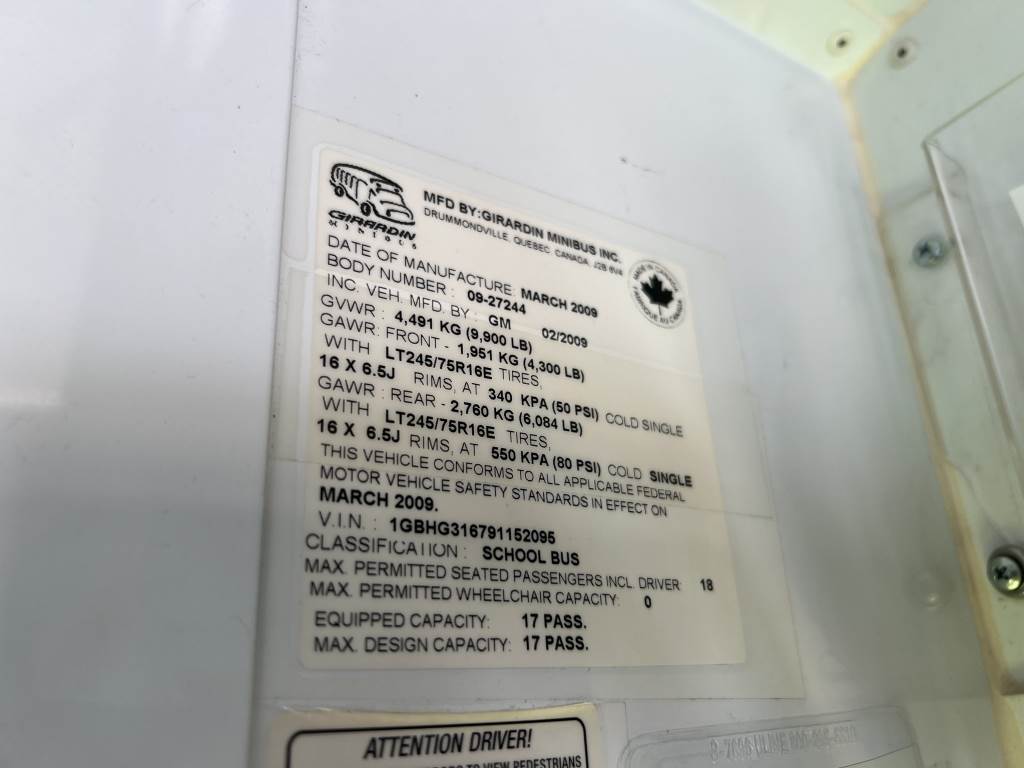 GIRARDIN
MINIBUS
MFD BY:GIRARDIN MINIBUS INC.
DRUMMONDVILLE, QUEBEC. CANADA. J2B 6V4
DATE OF MANUFACTURE: MARCH 2009
BODY NUMBER : 09-27244
INC. VEH. MFD. BY : GM 02/2009
GVWR : 4,491 KG (9,900 LB)
GAWR: FRONT - 1,951 KG (4,300 LB)
WITH LT245/75R16E TIRES,
16 X 6.5J RIMS, AT 340 KPA (50 PSI) COLD SINGLE
GAWR : REAR - 2,760 KG (6,084 LB)
WITH LT245/75R16E TIRES,
16 X 6.5J RIMS, AT 550 KPA (80 PSI) COLD SINGLE
THIS VEHICLE CONFORMS TO ALL APPLICABLE FEDERAL
MOTOR VEHICLE SAFETY STANDARDS IN EFFECT ON
MARCH 2009.
V.I.N. : 1GBHG316791152095
CLASSIFICATION : SCHOOL BUS
MAX. PERMITTED SEATED PASSENGERS INCL. DRIVER: 18
MAX. PERMITTED WHEELCHAIR CAPACITY: 0
EQUIPPED CAPACITY: 17 PASS.
MAX. DESIGN CAPACITY: 17 PASS.
ATTENTION DRIVER!
TO VIEW PEDESTRIANS